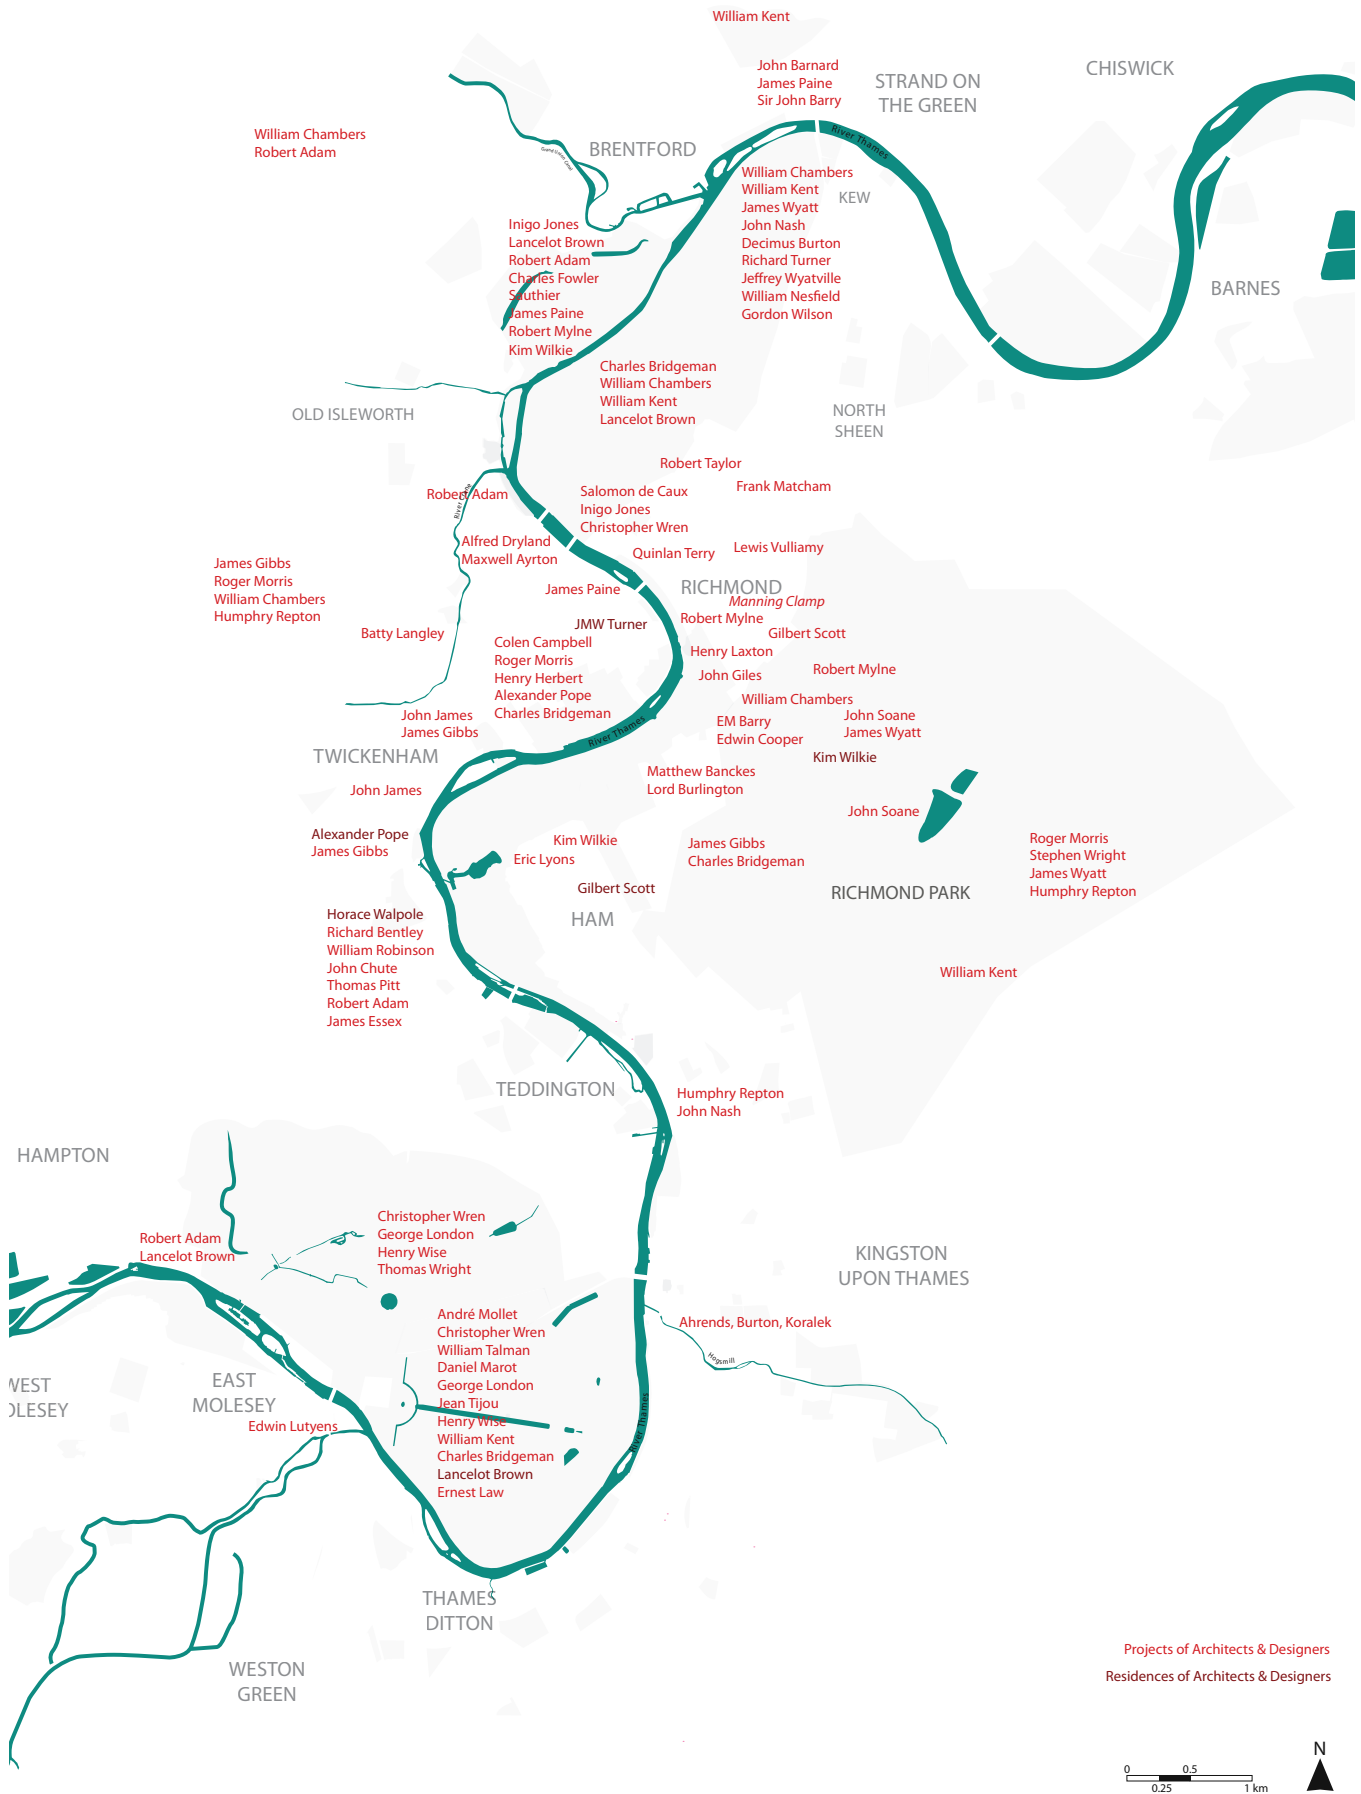 William Kent
John Barnard
James Paine
Sir John Barry
STRAND ON
THE GREEN
CHISWICK
William Chambers
Robert Adam
BRENTFORD
River Thames
Grand Union Canal
William Chambers
William Kent
James Wyatt
John Nash
Decimus Burton
Richard Turner
Jeffrey Wyatville
William Nesfield
Gordon Wilson
KEW
Inigo Jones
Lancelot Brown
Robert Adam
Charles Fowler
Sauthier
James Paine
Robert Mylne
Kim Wilkie
BARNES
Charles Bridgeman
William Chambers
William Kent
Lancelot Brown
OLD ISLEWORTH
NORTH
SHEEN
Robert Taylor
Frank Matcham
Robert Adam
River Crane
Salomon de Caux
Inigo Jones
Christopher Wren
Alfred Dryland
Maxwell Ayrton
Quinlan Terry
Lewis Vulliamy
James Gibbs
Roger Morris
William Chambers
Humphry Repton
James Paine
RICHMOND
Manning Clamp
Robert Mylne
JMW Turner
Gilbert Scott
Batty Langley
Colen Campbell
Roger Morris
Henry Herbert
Alexander Pope
Charles Bridgeman
Henry Laxton
John Giles
Robert Mylne
William Chambers
John James
James Gibbs
EM Barry
Edwin Cooper
John Soane
James Wyatt
River Thames
TWICKENHAM
Kim Wilkie
Matthew Banckes
Lord Burlington
John James
John Soane
Alexander Pope
James Gibbs
Kim Wilkie
Eric Lyons
James Gibbs
Charles Bridgeman
Roger Morris
Stephen Wright
James Wyatt
Humphry Repton
Gilbert Scott
RICHMOND PARK
HAM
Horace Walpole
Richard Bentley
William Robinson
John Chute
Thomas Pitt
Robert Adam
James Essex
William Kent
TEDDINGTON
Humphry Repton
John Nash
HAMPTON
Robert Adam
Lancelot Brown
Christopher Wren
George London
Henry Wise
Thomas Wright
KINGSTON
UPON THAMES
André Mollet
Christopher Wren
William Talman
Daniel Marot
George London
Jean Tijou
Henry Wise
William Kent
Charles Bridgeman
Lancelot Brown
Ernest Law
Ahrends, Burton, Koralek
Hogsmill
River Thames
WEST
OLESEY
EAST
MOLESEY
Edwin Lutyens
THAMES
DITTON
WESTON
GREEN
Projects of Architects & Designers
Residences of Architects & Designers
N
0 0.5
0.25 1 km